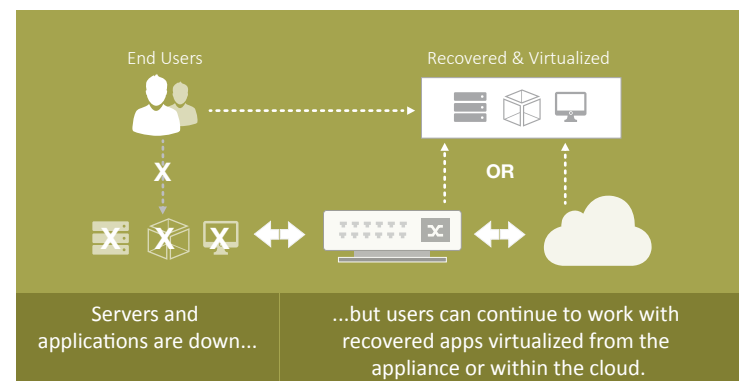 End Users
Recovered & Virtualized
X
OR
X X X
Servers and
applications are down...
...but users can continue to work with
recovered apps virtualized from the
appliance or within the cloud.